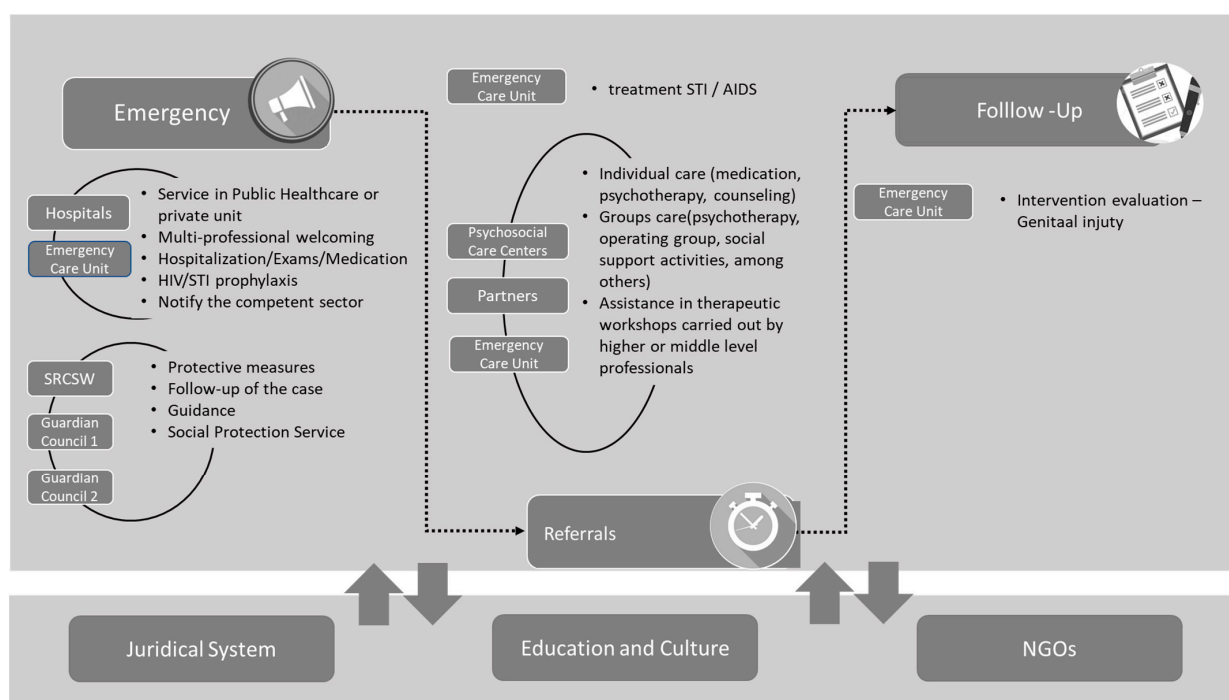 Emergency
Hospitals
Emergency
Care Unit
• Service in Public Healthcare or
private unit
• Multi-professional welcoming
• Hospitalization/Exams/Medication
• HIV/STI prophylaxis
• Notify the competent sector
SRCSW
Guardian
Council 1
Guardian
Council 2
• Protective measures
• Follow-up of the case
• Guidance
• Social Protection Service
Emergency
Care Unit
• treatment STI / AIDS
Psychosocial
Care Centers
Partners
Emergency
Care Unit
• Individual care (medication,
psychotherapy, counseling)
• Groups care(psychotherapy,
operating group, social
support activities, among
others)
• Assistance in therapeutic
workshops carried out by
higher or middle level
professionals
Referrals
Folllow -Up
Emergency
Care Unit
• Intervention evaluation –
Genitaal injuty
Juridical System
Education and Culture
NGOs